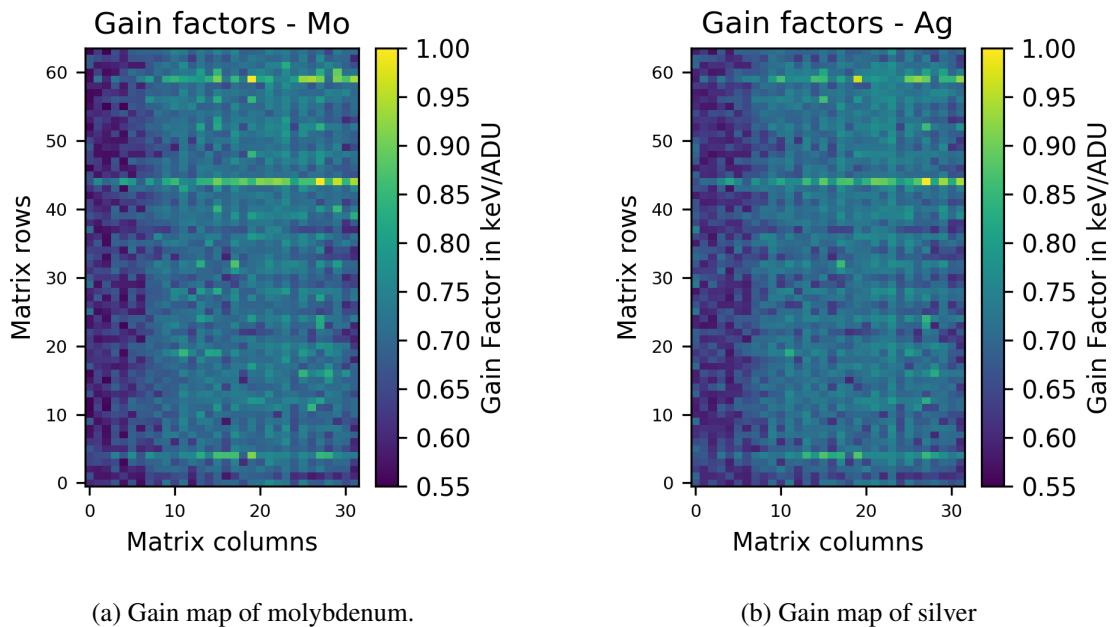 Gain factors - Mo
Matrix rows
60
50
40
30
20
10
0
0 10 20 30
Matrix columns
1.00
0.95
0.90
0.85
0.80
0.75
0.70
0.65
0.60
0.55
Gain Factor in keV/ADU
(a) Gain map of molybdenum.
Gain factors - Ag
Matrix rows
60
50
40
30
20
10
0
0 10 20 30
Matrix columns
1.00
0.95
0.90
0.85
0.80
0.75
0.70
0.65
0.60
0.55
Gain Factor in keV/ADU
(b) Gain map of silver